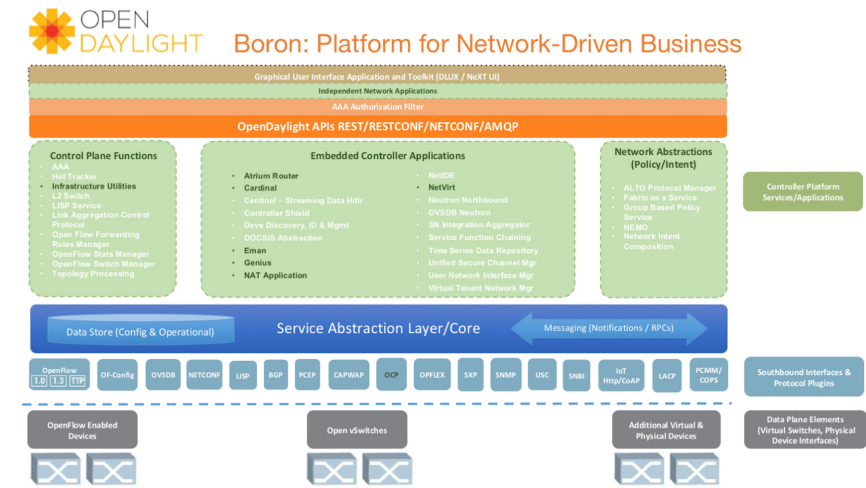 OPEN
DAYLIGHT
Boron: Platform for Network-Driven Business
Graphical User Interface Application and Toolkit (DLUX / NeXT UI)
Independent Network Applications
AAA Authorization Filter
OpenDaylight APIs REST/RESTCONF/NETCONF/AMQP
Control Plane Functions
• AAA
• Hot Tracker
• Infrastructure Utilities
• L2 Switch
• LISP Service
• Link Aggregation Control
Protocol
• Open Flow Forwarding
Rules Manager
• OpenFlow Stats Manager
• OpenFlow Switch Manager
• Topology Processing
Embedded Controller Applications
• Atrium Router
• Cardinal
• Centinel – Streaming Data Hdlr
• Controller Shield
• Deve Discovery, ID & Mgmt
• DOCSIS Abstraction
• Eman
• Genius
• NAT Application
• NetIDE
• NetVirt
• Neutron Northbound
• OVSDB Neutron
• SN Integration Aggregator
• Service Function Chaining
• Time Series Data Repository
• Unified Secure Channel Mgr
• User Network Interface Mgr
• Virtual Tenant Network Mgr
Network Abstractions
(Policy/Intent)
• ALTO Protocol Manager
• Fabric as a Service
• Group Based Policy
Service
• NEMO
• Network Intent
Composition
Controller Platform
Services/Applications
Data Store (Config & Operational)
Service Abstraction Layer/Core
Messaging (Notifications / RPCs)
OpenFlow
1.0 1.3 TTP
OF-Config
OVSDB
NETCONF
LISP
BGP
PCEP
CAPWAP
OCP
OPFLEX
SXP
SNMP
USC
SNBI
IoT
Http/CoAP
LACP
PCMM/
COPS
Southbound Interfaces &
Protocol Plugins
OpenFlow Enabled
Devices
Open vSwitches
Additional Virtual &
Physical Devices
Data Plane Elements
(Virtual Switches, Physical
Device Interfaces)